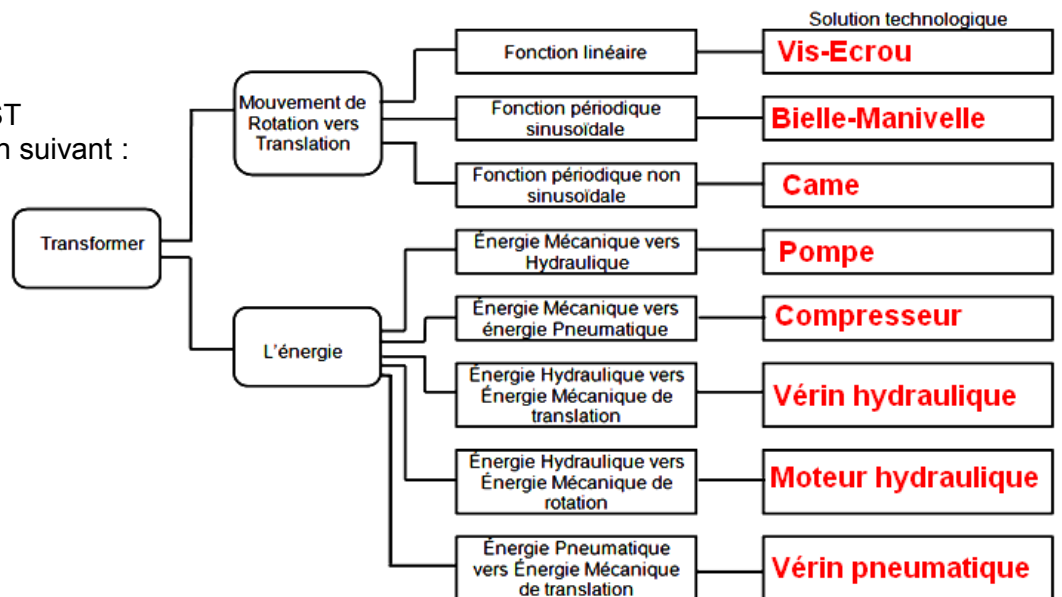 Solution technologique
Fonction linéaire
Vis-Ecrou
ST
n suivant :
Mouvement de
Rotation vers
Translation
Fonction périodique
sinusoïdale
Bielle-Manivelle
Fonction périodique non
sinusoïdale
Came
Transformer
Énergie Mécanique vers
Hydraulique
Pompe
L'énergie
Énergie Mécanique vers
énergie Pneumatique
Compresseur
Énergie Hydraulique vers
Énergie Mécanique de
translation
Vérin hydraulique
Énergie Hydraulique vers
Énergie Mécanique de
rotation
Moteur hydraulique
Énergie Pneumatique
vers Énergie Mécanique
de translation
Vérin pneumatique